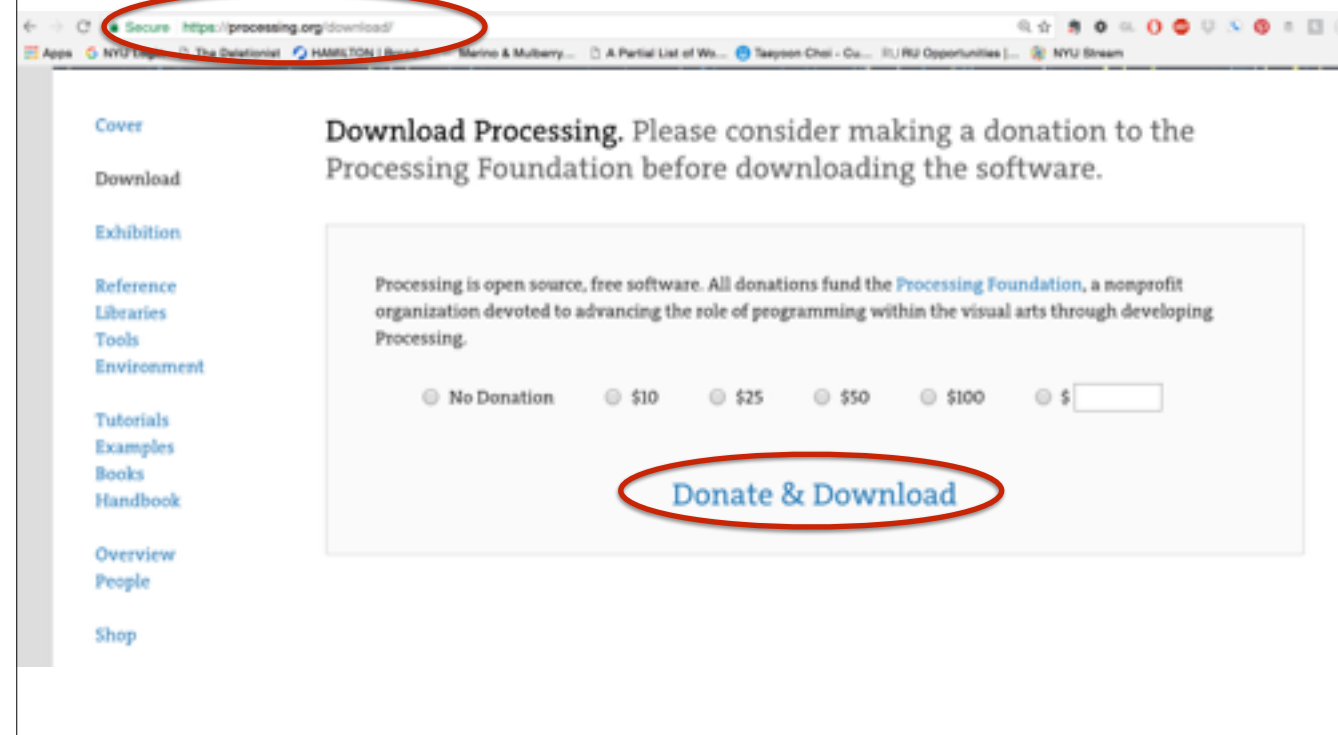 Secure https://processing.org/download/
Apps NYU The Deletionist HAMILTON | Merino & Mulberry... A Partial List of Wo... Taeyoon Choi - Cu... RU RU Opportunities |... NYU Stream
Cover
Download
Exhibition
Reference
Libraries
Tools
Environment
Tutorials
Examples
Books
Handbook
Overview
People
Shop
Download Processing. Please consider making a donation to the
Processing Foundation before downloading the software.
Processing is open source, free software. All donations fund the Processing Foundation, a nonprofit
organization devoted to advancing the role of programming within the visual arts through developing
Processing.
No Donation $10 $25 $50 $100 $
Donate & Download